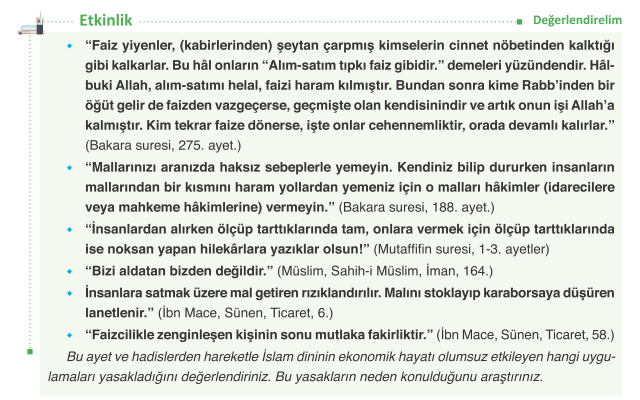 Etkinlik
Değerlendirelim
“Faiz yiyenler, (kabirlerinden) şeytan çarpmış kimselerin cinnet nöbetinden kalktığı
gibi kalkarlar. Bu hâl onların “Alım-satım tıpkı faiz gibidir.” demeleri yüzündendir. Hâl-
buki Allah, alım-satımı helal, faizi haram kılmıştır. Bundan sonra kime Rabb’inden bir
öğüt gelir de faizden vazgeçerse, geçmişte olan kendisinindir ve artık onun işi Allah’a
kalmıştır. Kim tekrar faize dönerse, işte onlar cehennemliktir, orada devamlı kalırlar.”
(Bakara suresi, 275. ayet.)
“Mallarınızı aranızda haksız sebeplerle yemeyin. Kendiniz bilip dururken insanların
mallarından bir kısmını haram yollardan yemeniz için o malları hâkimler (idarecilere
veya mahkeme hâkimlerine) vermeyin.” (Bakara suresi, 188. ayet.)
“İnsanlardan alırken ölçüp tarttıklarında tam, onlara vermek için ölçüp tarttıklarında
ise noksan yapan hilekârlara yazıklar olsun!” (Mutaffifin suresi, 1-3. ayetler)
“Bizi aldatan bizden değildir.” (Müslim, Sahih-i Müslim, İman, 164.)
İnsanlara satmak üzere mal getiren rızıklandırılır. Malını stoklayıp karaborsaya düşüren
lanetlenir.” (İbn Mace, Sünen, Ticaret, 6.)
“Faizcilikle zenginleşen kişinin sonu mutlaka fakirliktir.” (İbn Mace, Sünen, Ticaret, 58.)
Bu ayet ve hadislerden hareketle İslam dininin ekonomik hayatı olumsuz etkileyen hangi uygu-
lamaları yasakladığını değerlendiriniz. Bu yasakların neden konulduğunu araştırınız.